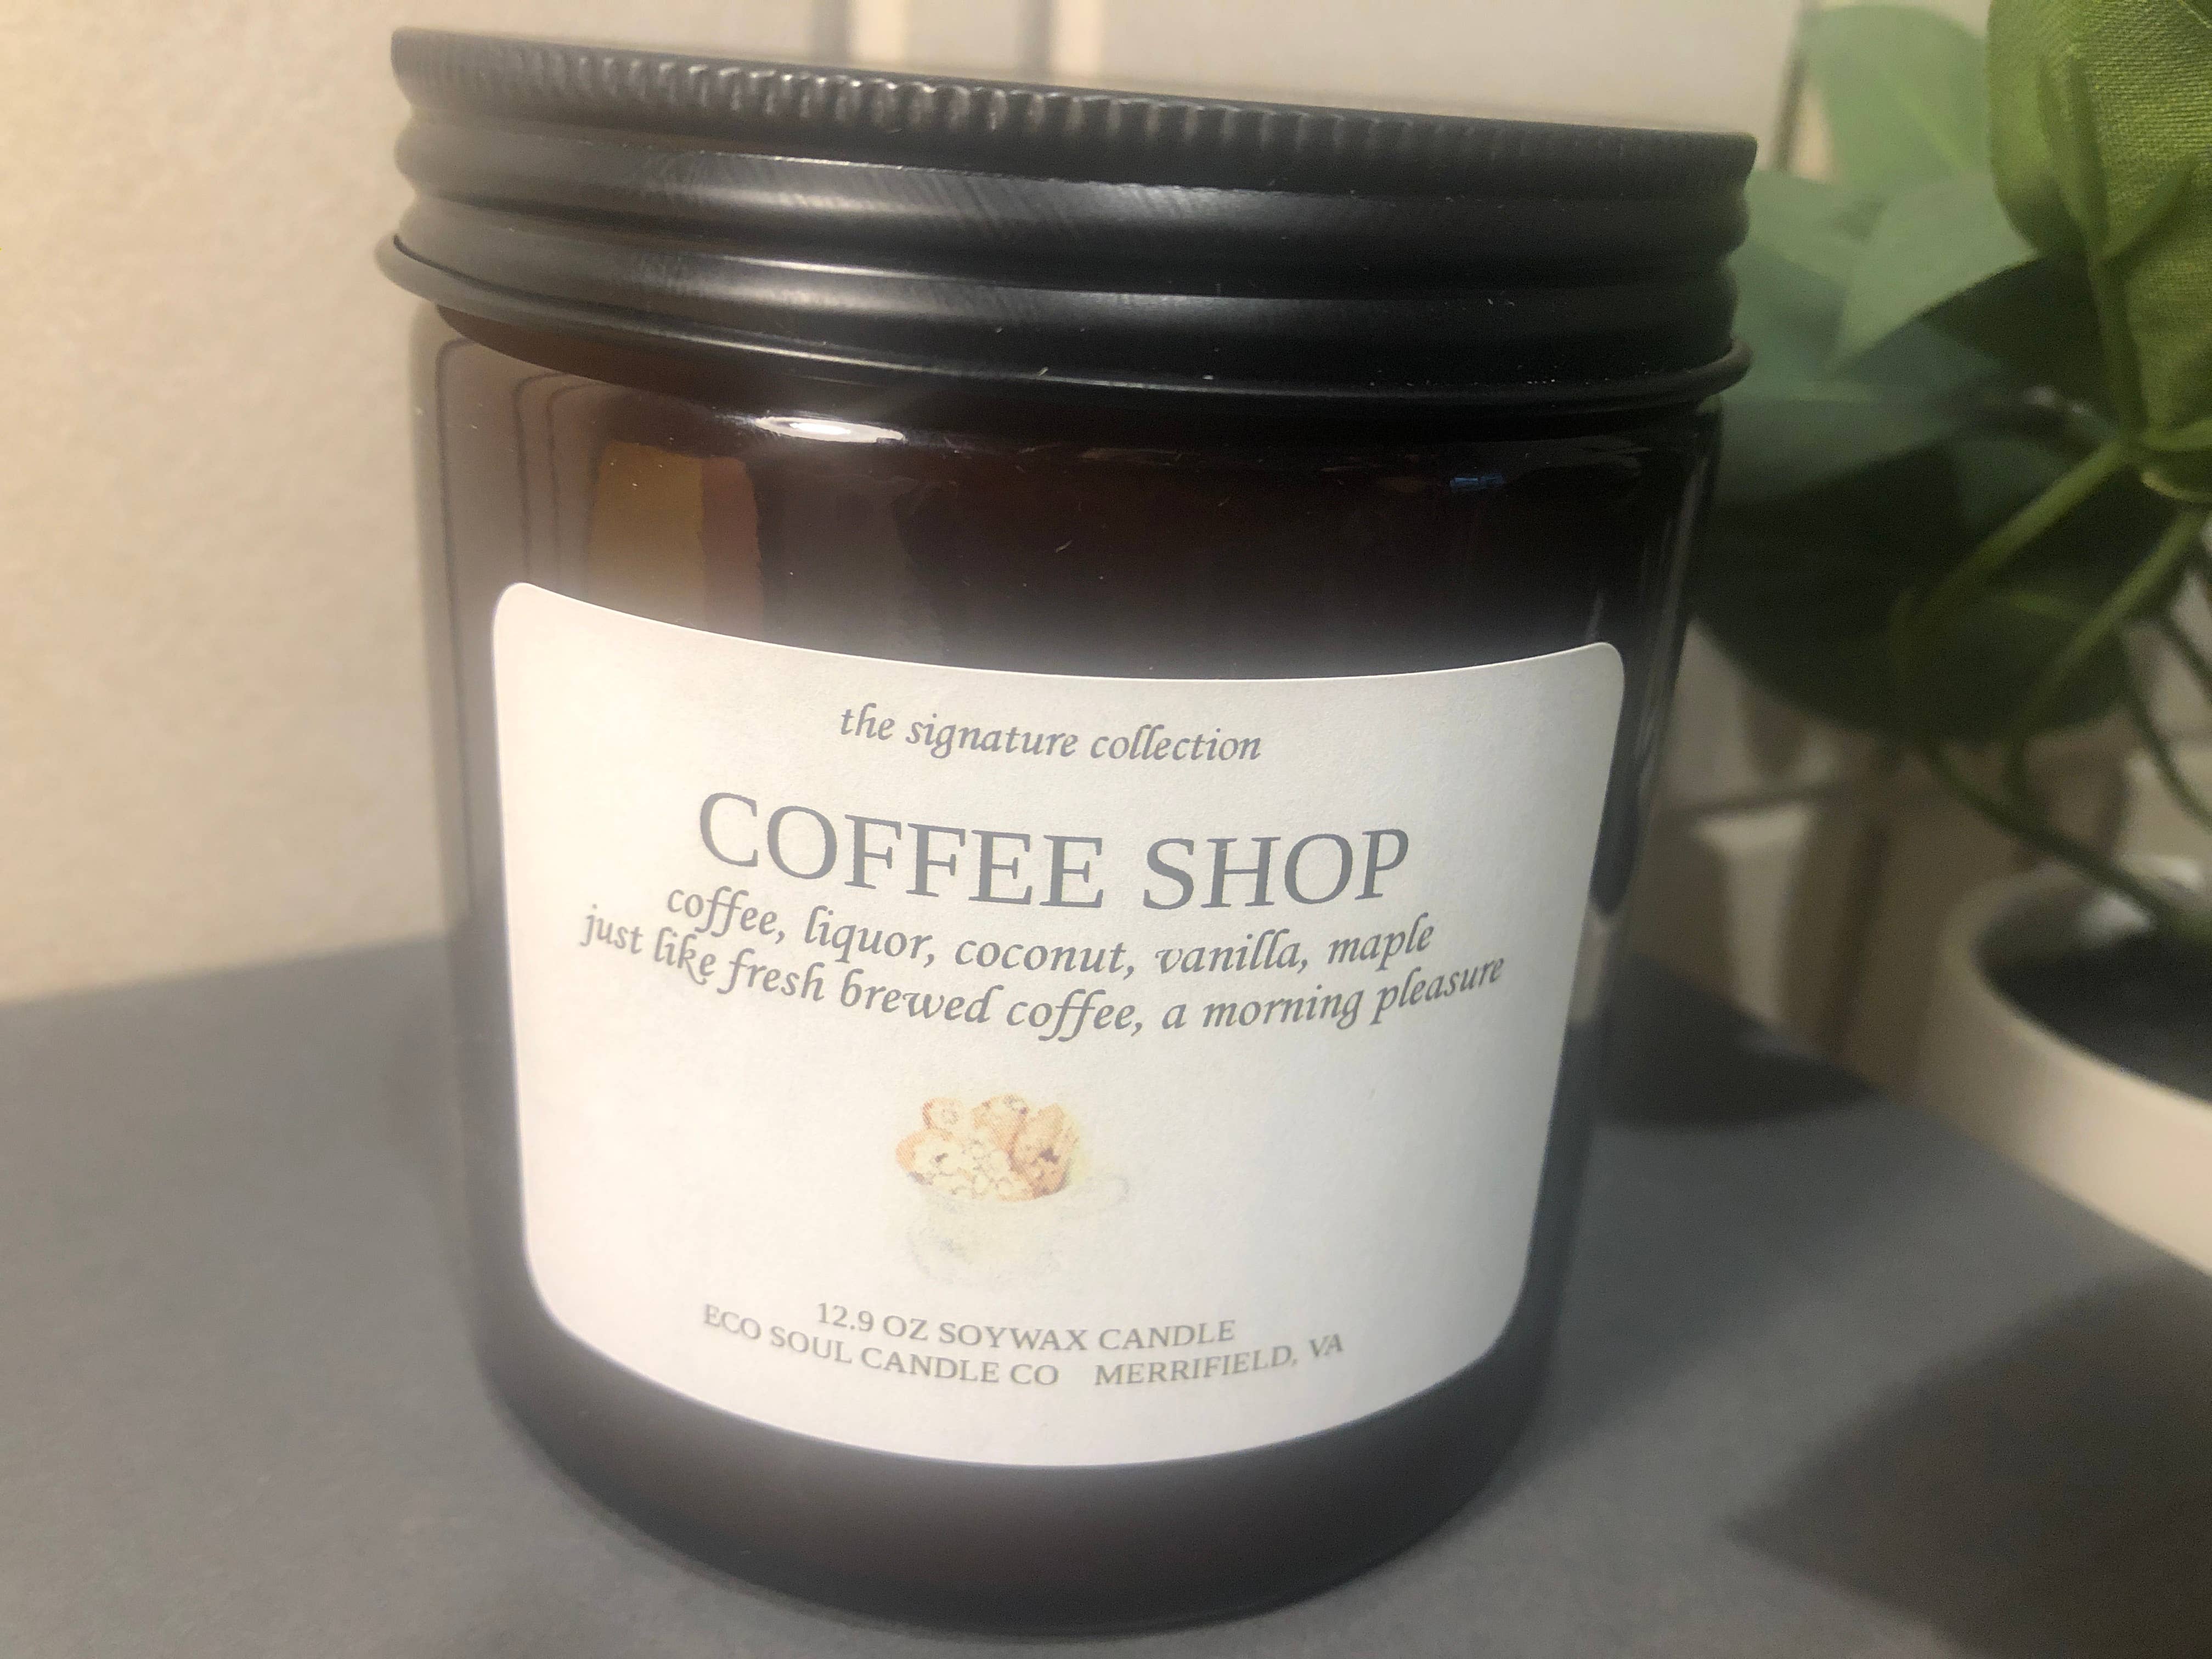 the signature collection
COFFEE SHOP
coffee, liquor, coconut, vanilla, maple
just like fresh brewed coffee, a morning pleasure
12.9 OZ SOYWAX CANDLE
ECO SOUL CANDLE CO MERRIFIELD, VA